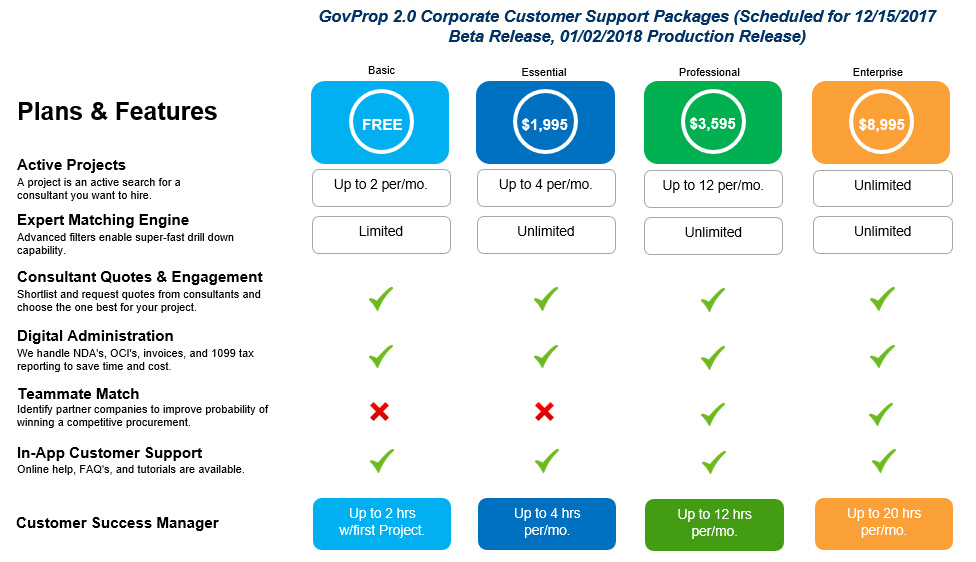 GovProp 2.0 Corporate Customer Support Packages (Scheduled for 12/15/2017
Beta Release, 01/02/2018 Production Release)
Basic
Essential
Professional
Enterprise
Plans & Features
FREE
$1,995
$3,595
$8,995
Active Projects
A project is an active search for a
consultant you want to hire.
Up to 2 per/mo.
Up to 4 per/mo.
Up to 12 per/mo.
Unlimited
Expert Matching Engine
Advanced filters enable super-fast drill down
capability.
Limited
Unlimited
Unlimited
Unlimited
Consultant Quotes & Engagement
Shortlist and request quotes from consultants and
choose the one best for your project.
Digital Administration
We handle NDA's, OCI's, invoices, and 1099 tax
reporting to save time and cost.
Teammate Match
Identify partner companies to improve probability of
winning a competitive procurement.
In-App Customer Support
Online help, FAQ's, and tutorials are available.
Customer Success Manager
Up to 2 hrs
w/first Project.
Up to 4 hrs
per/mo.
Up to 12 hrs
per/mo.
Up to 20 hrs
per/mo.